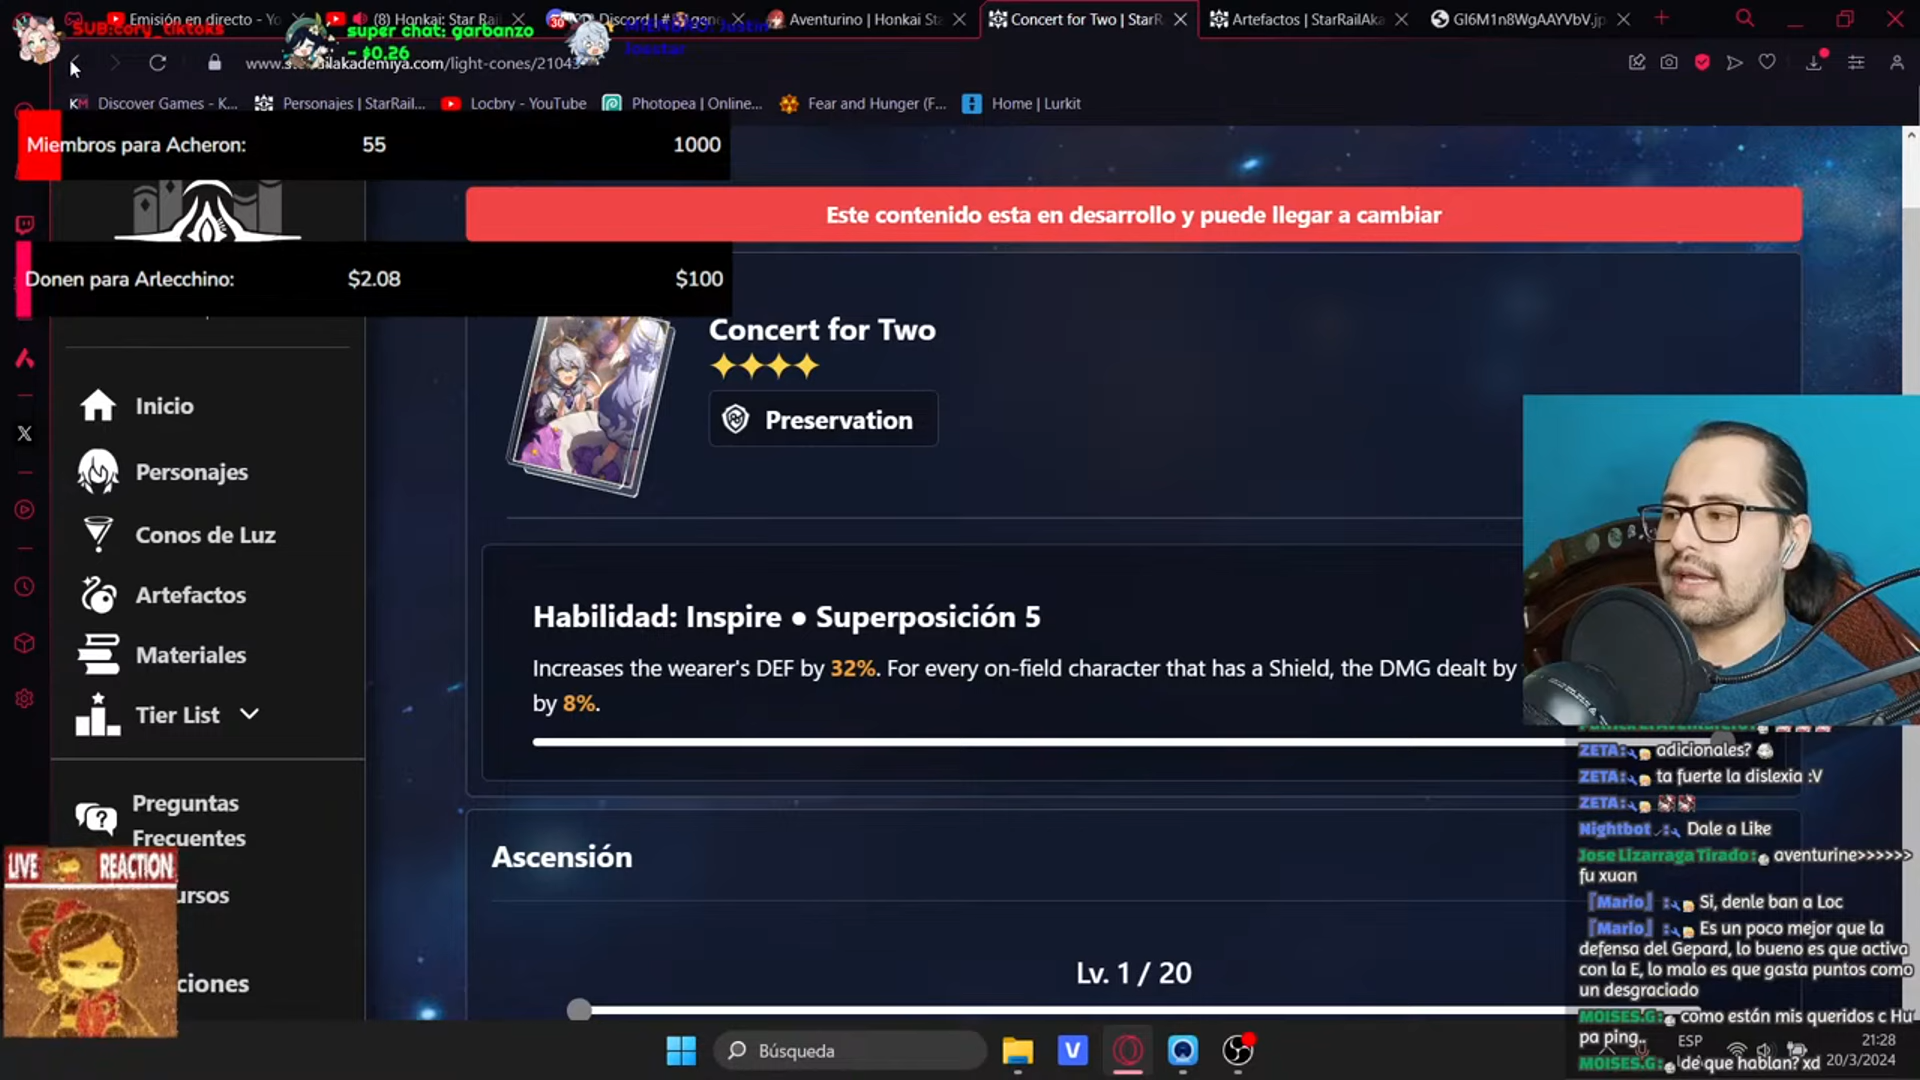 Emisión en directo - Yo
(8) Honkai: Star Rail
Discord | #
Aventurino | Honkai Sta
Concert for Two | StarR
Artefactos | StarRailAka
GI6M1n8WgAAYVbV.jp
SUB:cory_tiktoks
super chat: garbanzo
- $0.26
ilakademiya.com/light-cones/21043
KM Discover Games - K...
Personajes | StarRail...
Locbry - YouTube
Photopea | Online...
Fear and Hunger (F...
Home | Lurkit
Miembros para Acheron: 55 1000
Donen para Arlecchino: $2.08 $100
Inicio
Personajes
Conos de Luz
Artefactos
Materiales
Tier List
Preguntas
Frecuentes
ursos
ciones
LIVE REACTION
Este contenido esta en desarrollo y puede llegar a cambiar
Concert for Two
Preservation
Habilidad: Inspire ● Superposición 5
Increases the wearer's DEF by 32%. For every on-field character that has a Shield, the DMG dealt by
by 8%.
Ascensión
Lv. 1 / 20
ZETA: adicionales?
ZETA: ta fuerte la dislexia :V
ZETA:
Nightbot : Dale a Like
Jose Lizarraga Tirado: aventurine>>>>>>
fu xuan
『Mario』: Si, denle ban a Loc
『Mario』: Es un poco mejor que la
defensa del Gepard, lo bueno es que activa
con la E, lo malo es que gasta puntos como
un desgraciado
MOISES.G: como están mis queridos c Hu
pa ping..
MOISES.G: de que hablan? xd
Búsqueda
ESP
21:28
20/3/2024